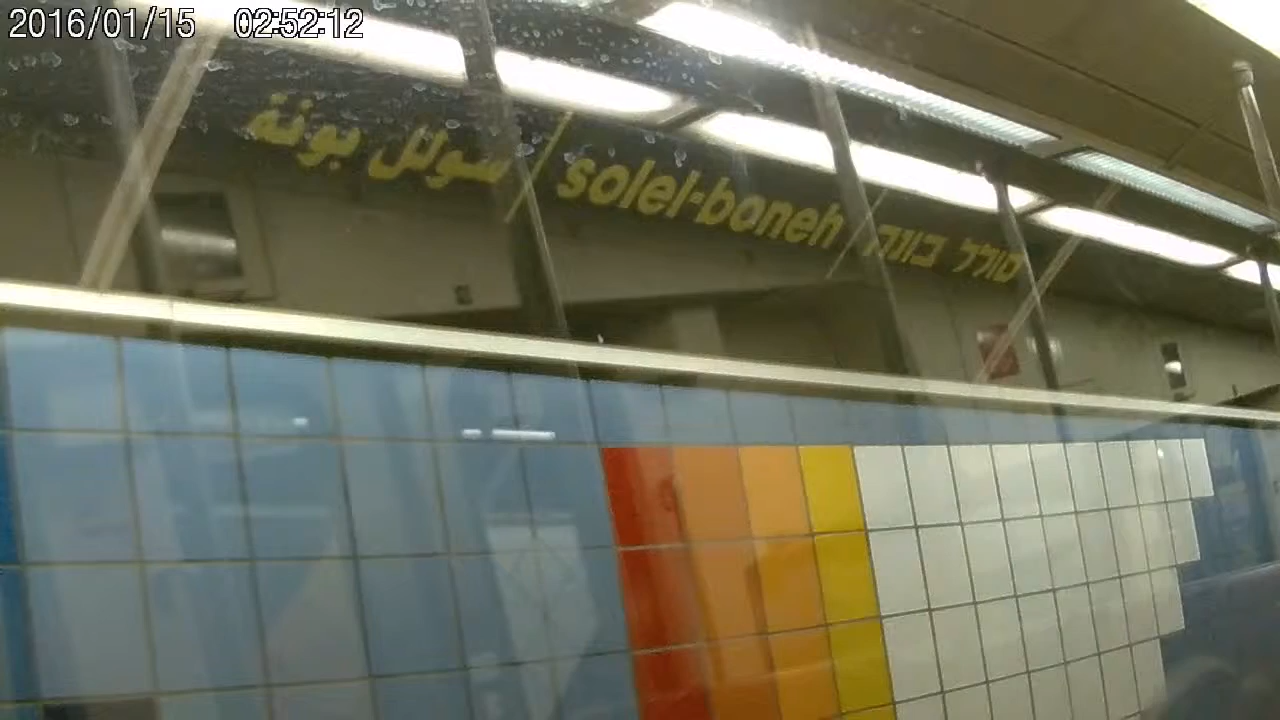 2016/01/15 02:52:12
سولل بونة / solel-boneh / סולל בונה